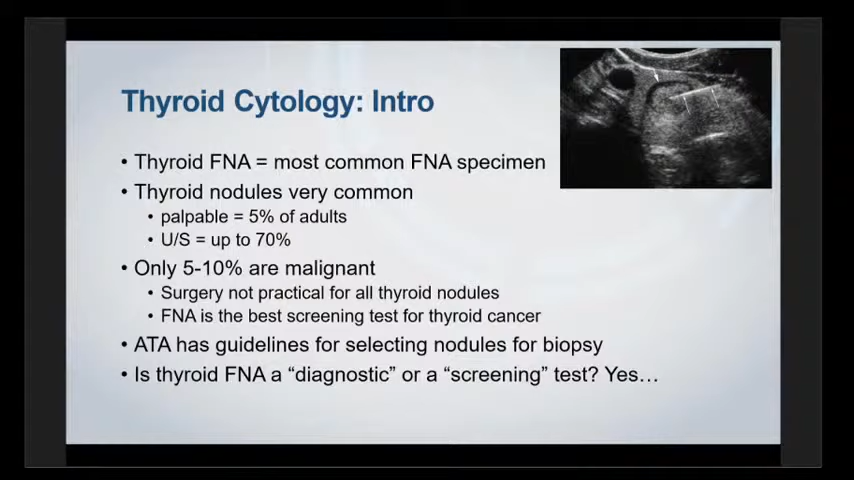 Thyroid Cytology: Intro
• Thyroid FNA = most common FNA specimen
• Thyroid nodules very common
• palpable = 5% of adults
• U/S = up to 70%
• Only 5-10% are malignant
• Surgery not practical for all thyroid nodules
• FNA is the best screening test for thyroid cancer
• ATA has guidelines for selecting nodules for biopsy
• Is thyroid FNA a “diagnostic” or a “screening” test? Yes…